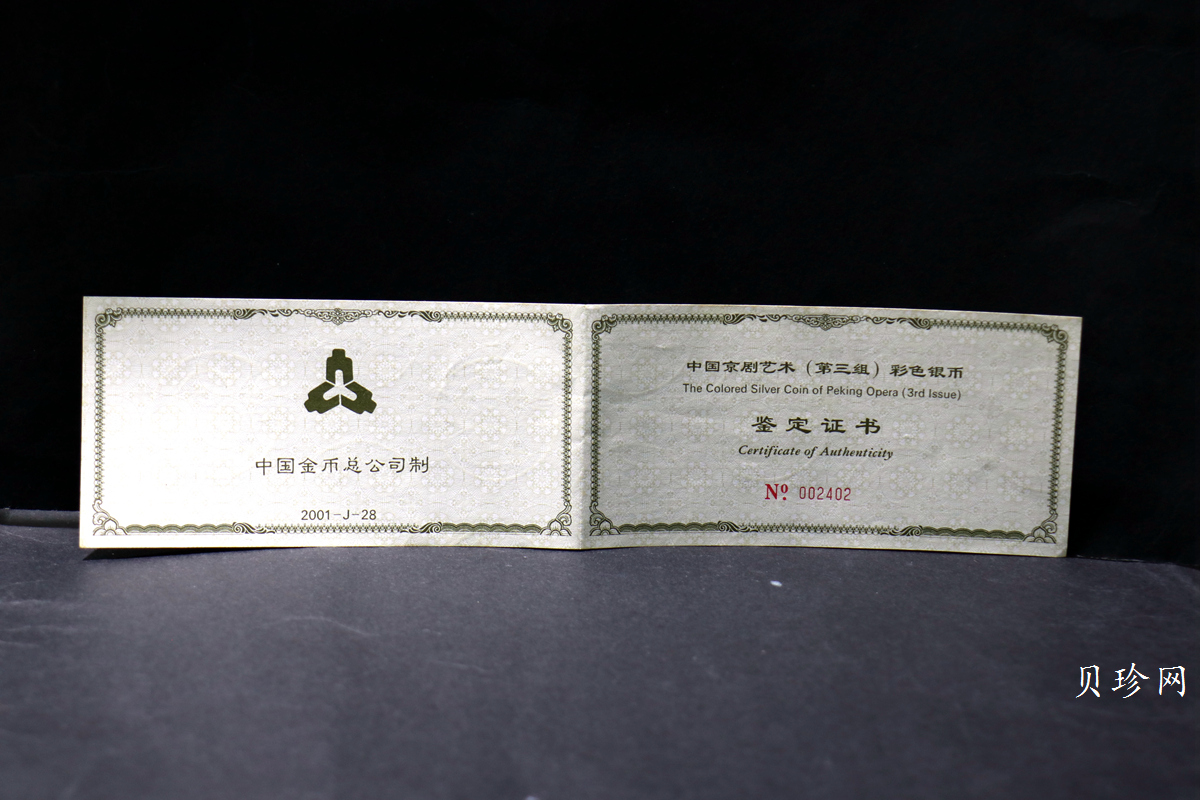 中国金币总公司制
2001-J-28
中国京剧艺术（第三组）彩色银币
The Colored Silver Coin of Peking Opera (3rd Issue)
鉴定证书
Certificate of Authenticity
Nº. 002402
贝珍网